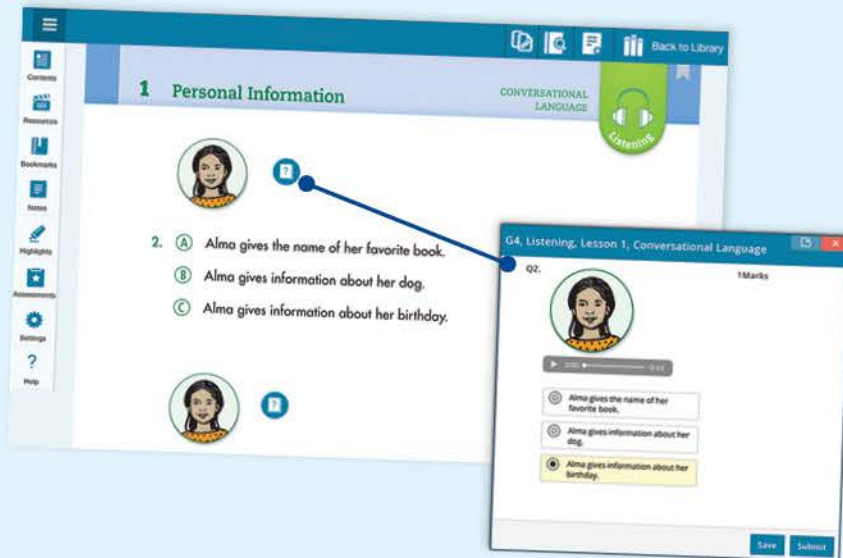 Back to Library
Contents
Resources
Bookmarks
Notes
Highlights
Assessments
Settings
?
Help
1 Personal Information
CONVERSATIONAL
LANGUAGE
Listening
?
2. A Alma gives the name of her favorite book.
B Alma gives information about her dog.
C Alma gives information about her birthday.
?
G4, Listening, Lesson 1, Conversational Language
Q2.
1Marks
0:00
Alma gives the name of her
favorite book.
Alma gives information about her
dog.
Alma gives information about her
birthday.
Save
Submit